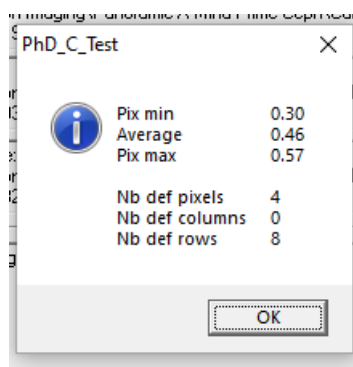 PhD_C_Test
Pix min 0.30
Average 0.46
Pix max 0.57
Nb def pixels 4
Nb def columns 0
Nb def rows 8
OK